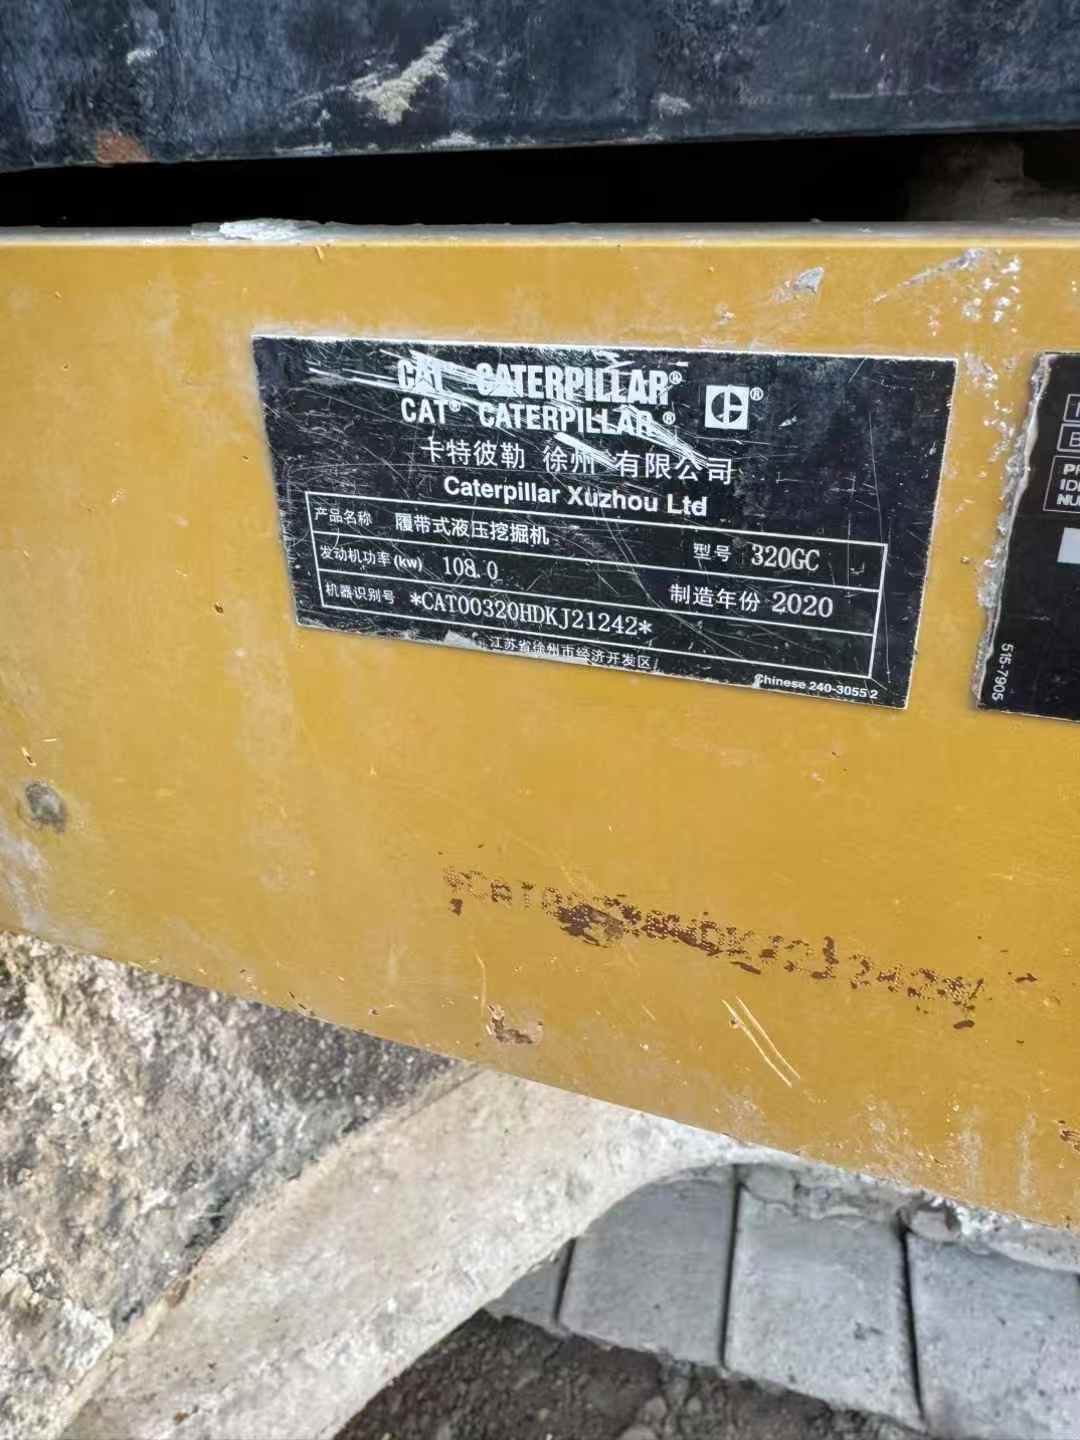 CAT® CATERPILLAR®
CAT® CATERPILLAR®
卡特彼勒 徐州 有限公司
Caterpillar Xuzhou Ltd
产品名称 履带式液压挖掘机 型号 320GC
发动机功率(kw) 108.0 制造年份 2020
机器识别号 *CAT00320HDKJ21242*
江苏省徐州市经济开发区
Chinese 240-3055 2
515-7905